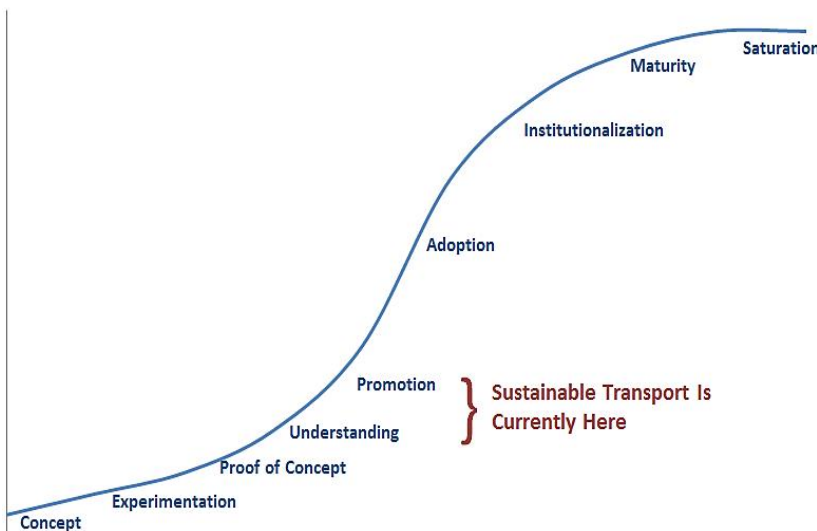 Saturation
Maturity
Institutionalization
Adoption
Promotion
Sustainable Transport Is
Currently Here
Understanding
Proof of Concept
Experimentation
Concept